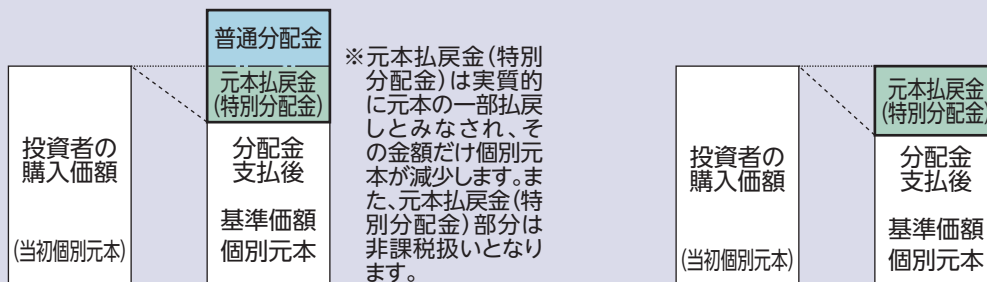 普通分配金
元本払戻金
(特別分配金)
投資者の
購入価額
(当初個別元本)
分配金
支払後
基準価額
個別元本
※元本払戻金(特別
分配金)は実質的
に元本の一部払戻
しとみなされ、そ
の金額だけ個別元
本が減少します。ま
た、元本払戻金(特
別分配金)部分は
非課税扱いとなり
ます。
投資者の
購入価額
(当初個別元本)
元本払戻金
(特別分配金)
分配金
支払後
基準価額
個別元本